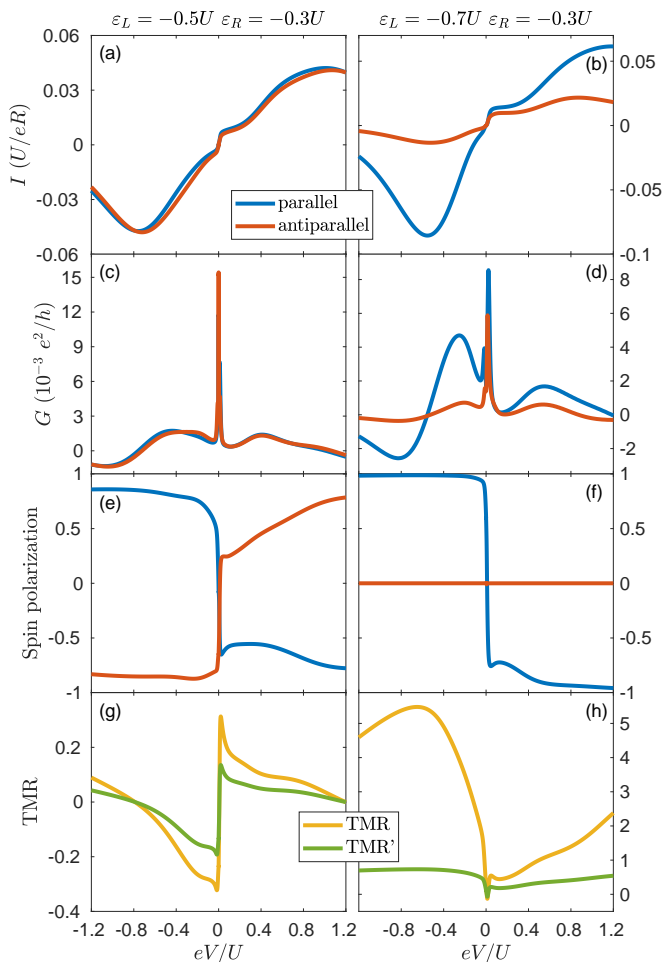 ε_L = −0.5U ε_R = −0.3U
ε_L = −0.7U ε_R = −0.3U
(a)
0.06
0.03
0
-0.03
-0.06
I (U/eR)
(b)
0.05
0
-0.05
-0.1
parallel
antiparallel
(c)
15
12
9
6
3
0
G (10⁻³ e²/h)
(d)
8
6
4
2
0
-2
(e)
0.5
0
-0.5
-1
Spin polarization
(f)
1
0.5
0
-0.5
-1
(g)
0.2
0
-0.2
-0.4
TMR
(h)
5
4
3
2
1
0
TMR
TMR'
-1.2 -0.8 -0.4 0 0.4 0.8
-1.2 -0.8 -0.4 0 0.4 0.8 1.2
eV/U
eV/U